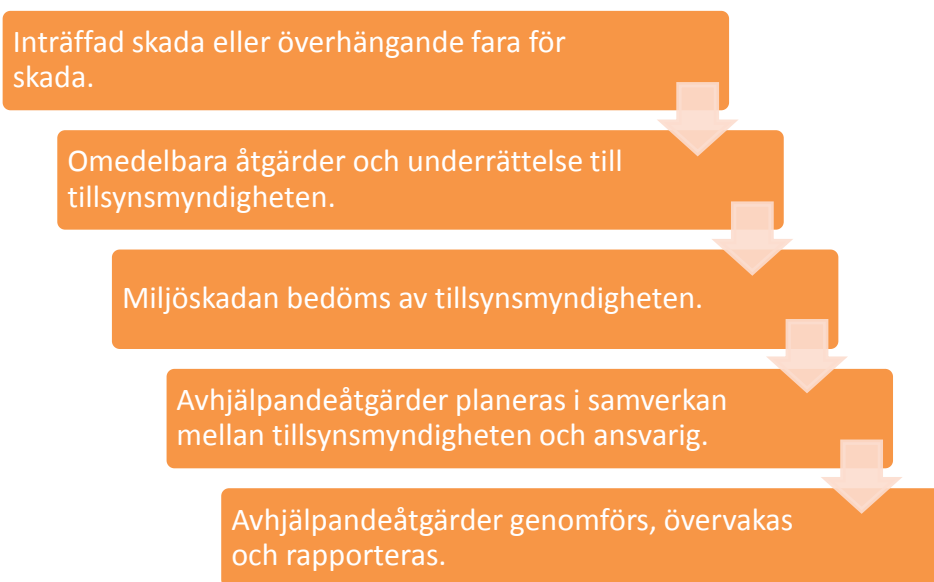 Inträffad skada eller överhängande fara för
skada.
Omedelbara åtgärder och underrättelse till
tillsynsmyndigheten.
Miljöskadan bedöms av tillsynsmyndigheten.
Avhjälpandeåtgärder planeras i samverkan
mellan tillsynsmyndigheten och ansvarig.
Avhjälpandeåtgärder genomförs, övervakas
och rapporteras.